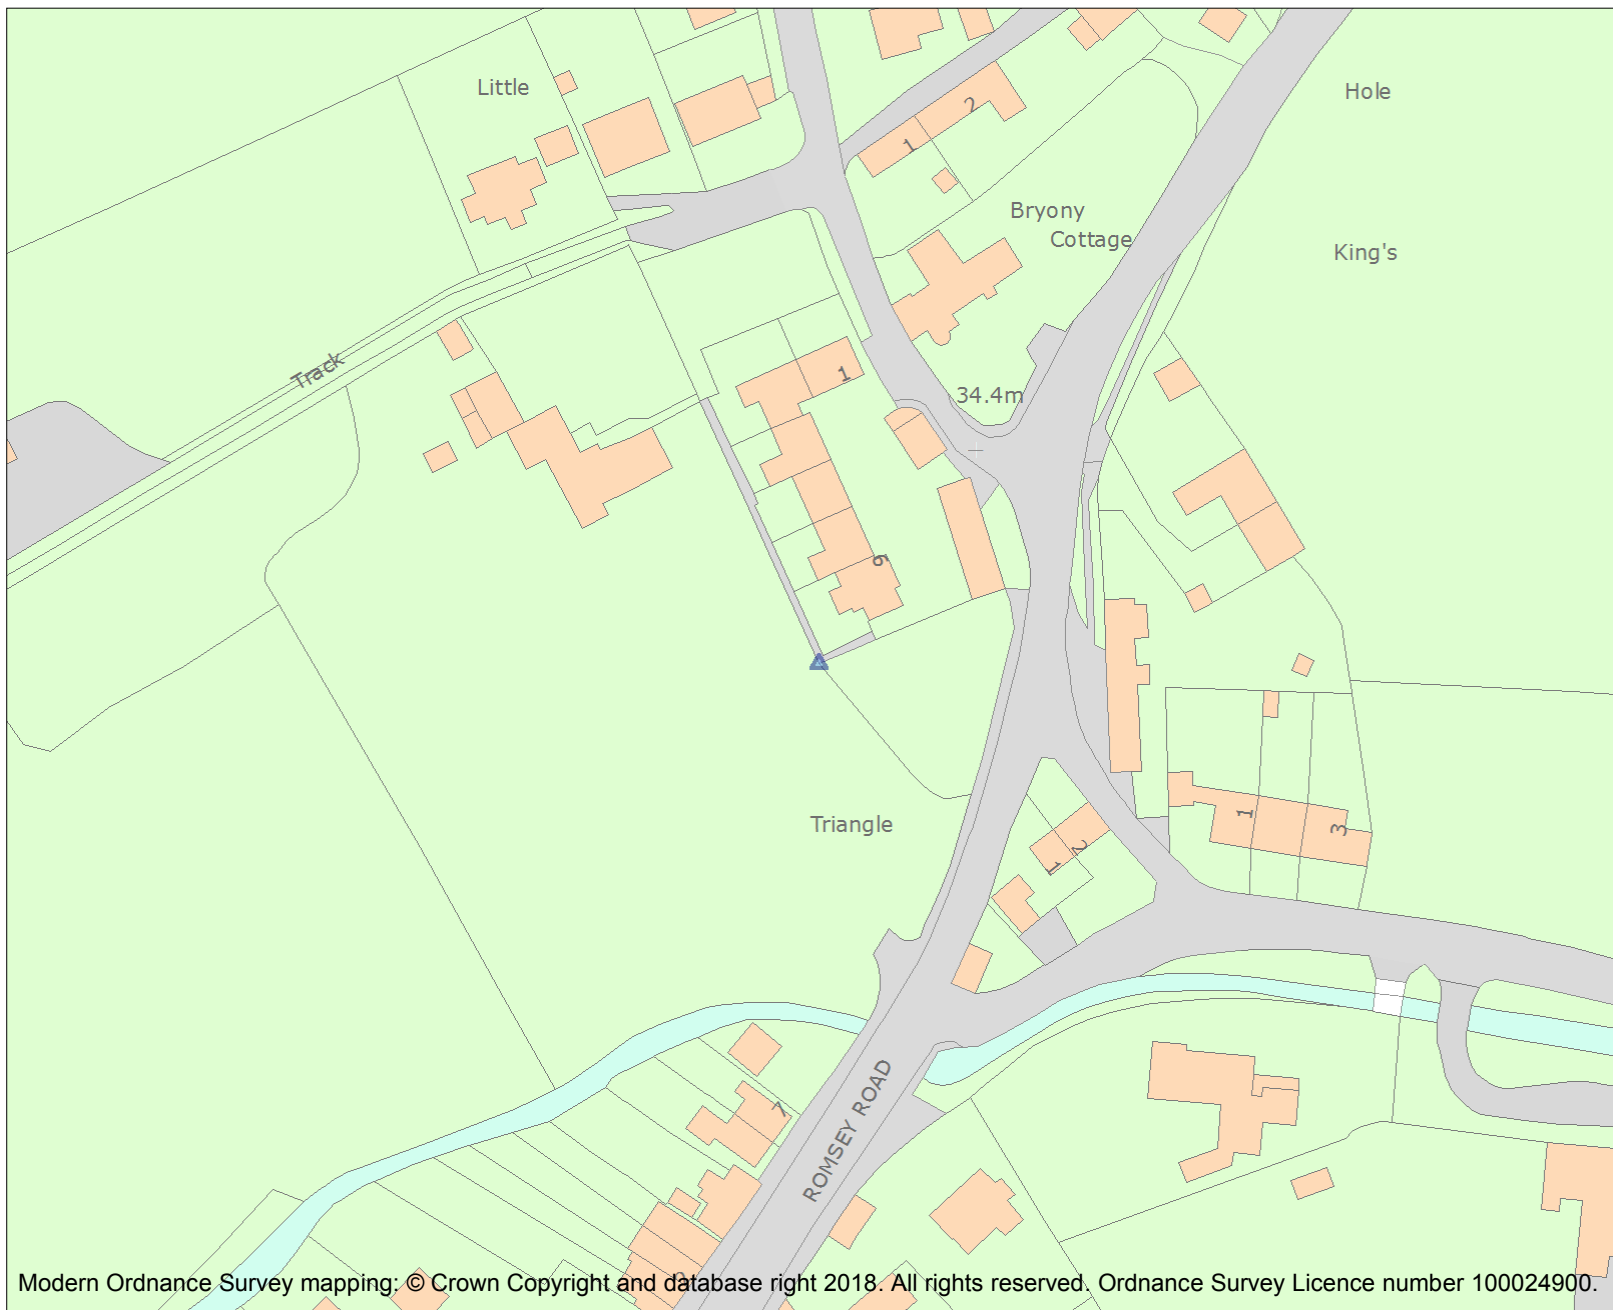 Little
Hole
2
1
Bryony
Cottage
King's
Track
1
34.4m
6
Triangle
1
3
2
1
7
ROMSEY ROAD
Modern Ordnance Survey mapping: © Crown Copyright and database right 2018. All rights reserved. Ordnance Survey Licence number 100024900.